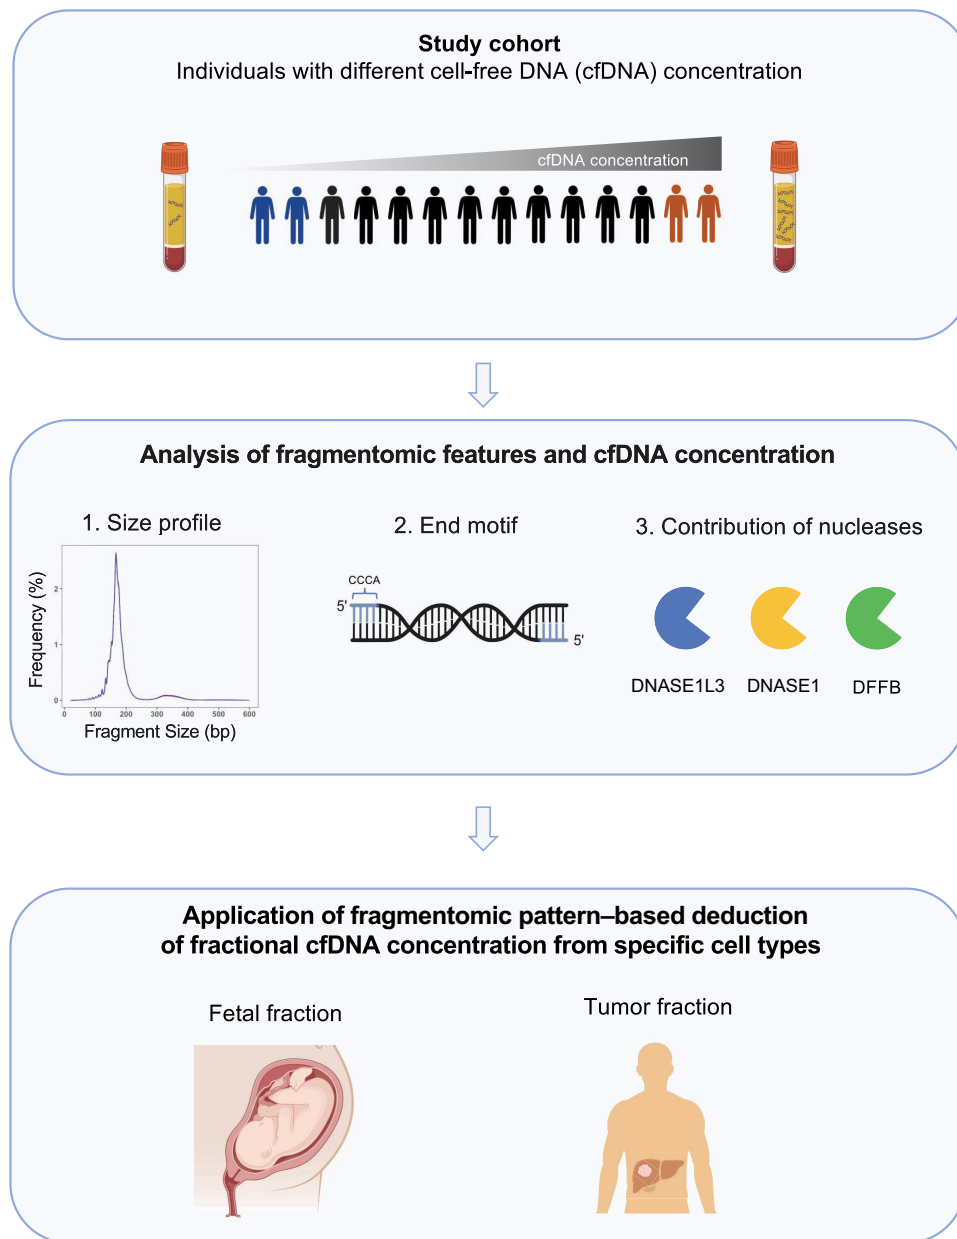 Study cohort
Individuals with different cell-free DNA (cfDNA) concentration
cfDNA concentration
Analysis of fragmentomic features and cfDNA concentration
1. Size profile
2. End motif
3. Contribution of nucleases
Frequency (%)
2
1
0
0 100 200 300 400 500 600
Fragment Size (bp)
CCCA
5'
5'
DNASE1L3
DNASE1
DFFB
Application of fragmentomic pattern–based deduction
of fractional cfDNA concentration from specific cell types
Fetal fraction
Tumor fraction